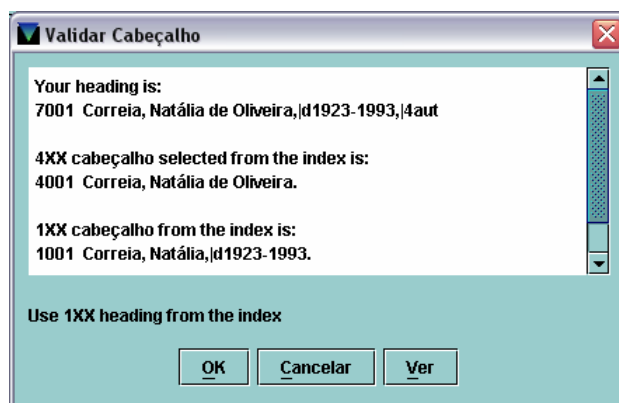 Validar Cabeçalho
Your heading is:
7001 Correia, Natália de Oliveira,|d1923-1993,|4aut
4XX cabeçalho selected from the index is:
4001 Correia, Natália de Oliveira.
1XX cabeçalho from the index is:
1001 Correia, Natália,|d1923-1993.
Use 1XX heading from the index
OK Cancelar Ver